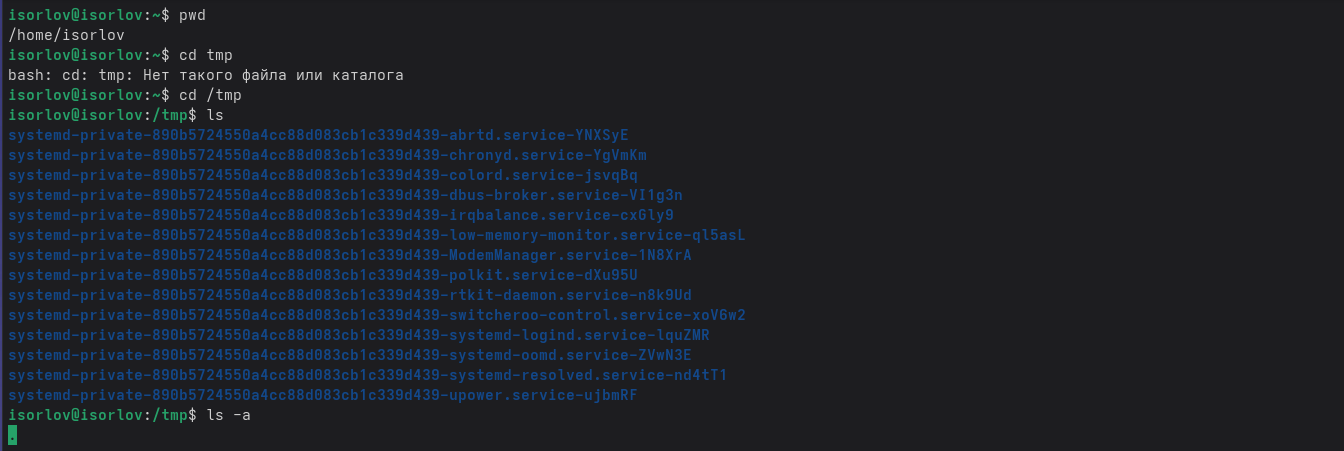 isorlov@isorlov:~$ pwd
/home/isorlov
isorlov@isorlov:~$ cd tmp
bash: cd: tmp: Нет такого файла или каталога
isorlov@isorlov:~$ cd /tmp
isorlov@isorlov:/tmp$ ls
systemd-private-890b5724550a4cc88d083cb1c339d439-abrtd.service-YNXSyE
systemd-private-890b5724550a4cc88d083cb1c339d439-chronyd.service-YgVmKm
systemd-private-890b5724550a4cc88d083cb1c339d439-colord.service-jsvqBq
systemd-private-890b5724550a4cc88d083cb1c339d439-dbus-broker.service-VI1g3n
systemd-private-890b5724550a4cc88d083cb1c339d439-irqbalance.service-cxGly9
systemd-private-890b5724550a4cc88d083cb1c339d439-low-memory-monitor.service-ql5asL
systemd-private-890b5724550a4cc88d083cb1c339d439-ModemManager.service-1N8XrA
systemd-private-890b5724550a4cc88d083cb1c339d439-polkit.service-dXu95U
systemd-private-890b5724550a4cc88d083cb1c339d439-rtkit-daemon.service-n8k9Ud
systemd-private-890b5724550a4cc88d083cb1c339d439-switcheroo-control.service-xoV6w2
systemd-private-890b5724550a4cc88d083cb1c339d439-systemd-logind.service-lquZMR
systemd-private-890b5724550a4cc88d083cb1c339d439-systemd-oomd.service-ZVwN3E
systemd-private-890b5724550a4cc88d083cb1c339d439-systemd-resolved.service-nd4tT1
systemd-private-890b5724550a4cc88d083cb1c339d439-upower.service-ujbmRF
isorlov@isorlov:/tmp$ ls -a
.